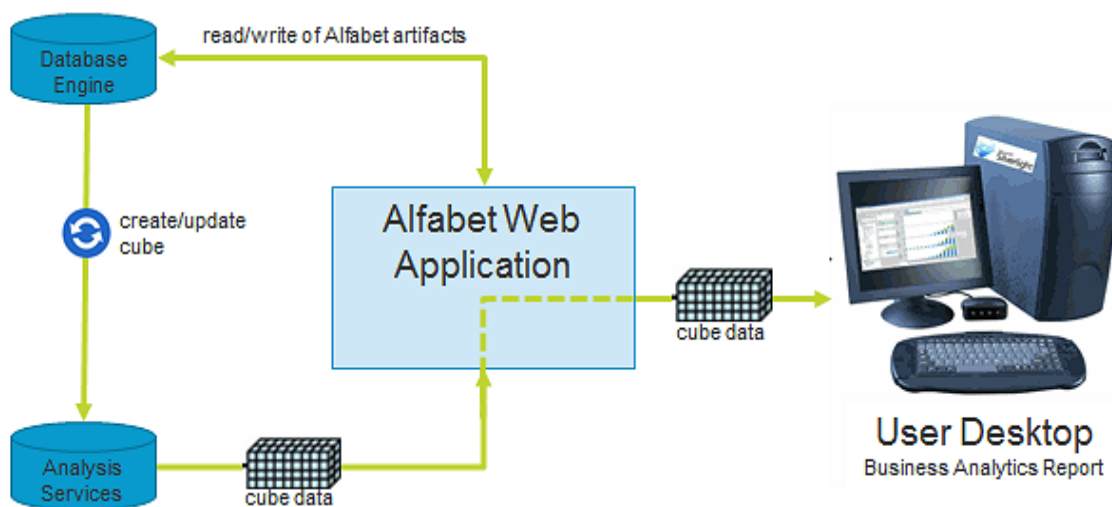 Database
Engine
read/write of Alfabet artifacts
create/update
cube
Alfabet Web
Application
cube data
Silverlight
User Desktop
Business Analytics Report
Analysis
Services
cube data